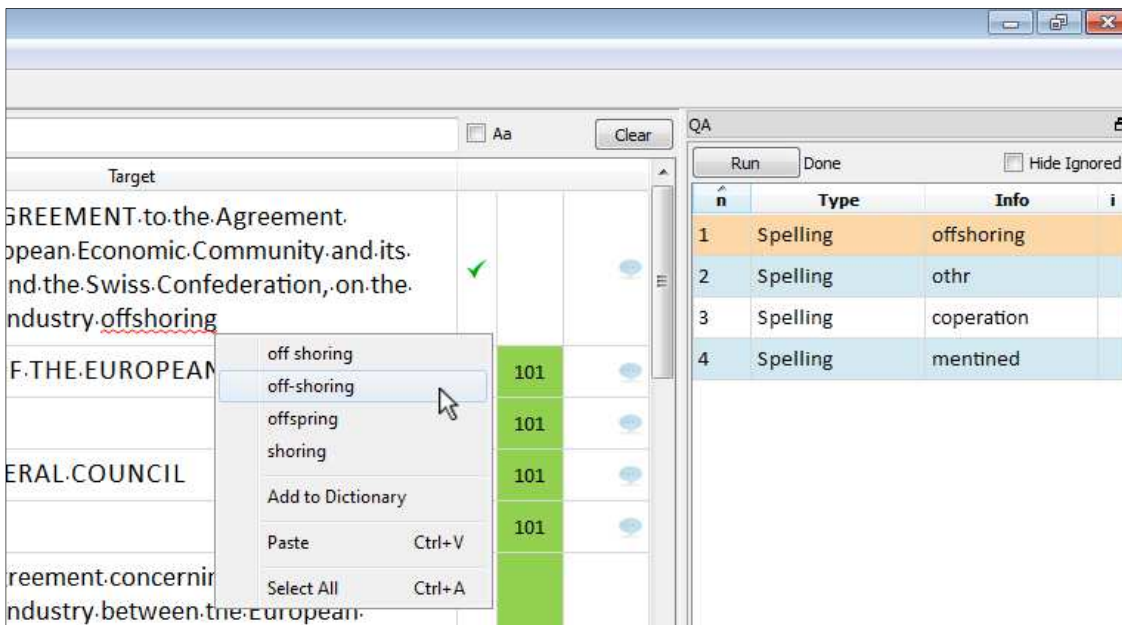 Aa
Clear
Target
GREEMENT to the Agreement
opean Economic Community and its
nd the Swiss Confederation, on the
ndustry offshoring
F THE EUROPEAN
101
101
ERAL COUNCIL
101
101
reement concernin
ndustry between the European
off shoring
off-shoring
offspring
shoring
Add to Dictionary
Paste Ctrl+V
Select All Ctrl+A
QA
Run Done Hide Ignored
n Type Info i
1 Spelling offshoring
2 Spelling othr
3 Spelling coperation
4 Spelling mentined